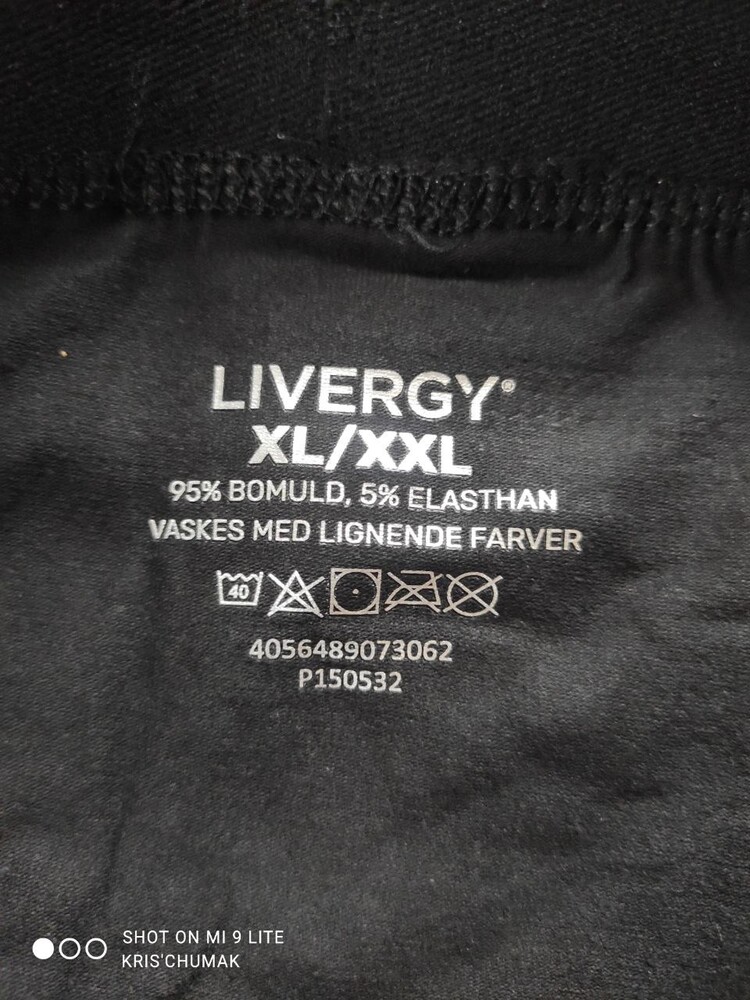 LIVERGY®
XL/XXL
95% BOMULD, 5% ELASTHAN
VASKES MED LIGNENDE FARVER
40
4056489073062
P150532
SHOT ON MI 9 LITE
KRIS'CHUMAK